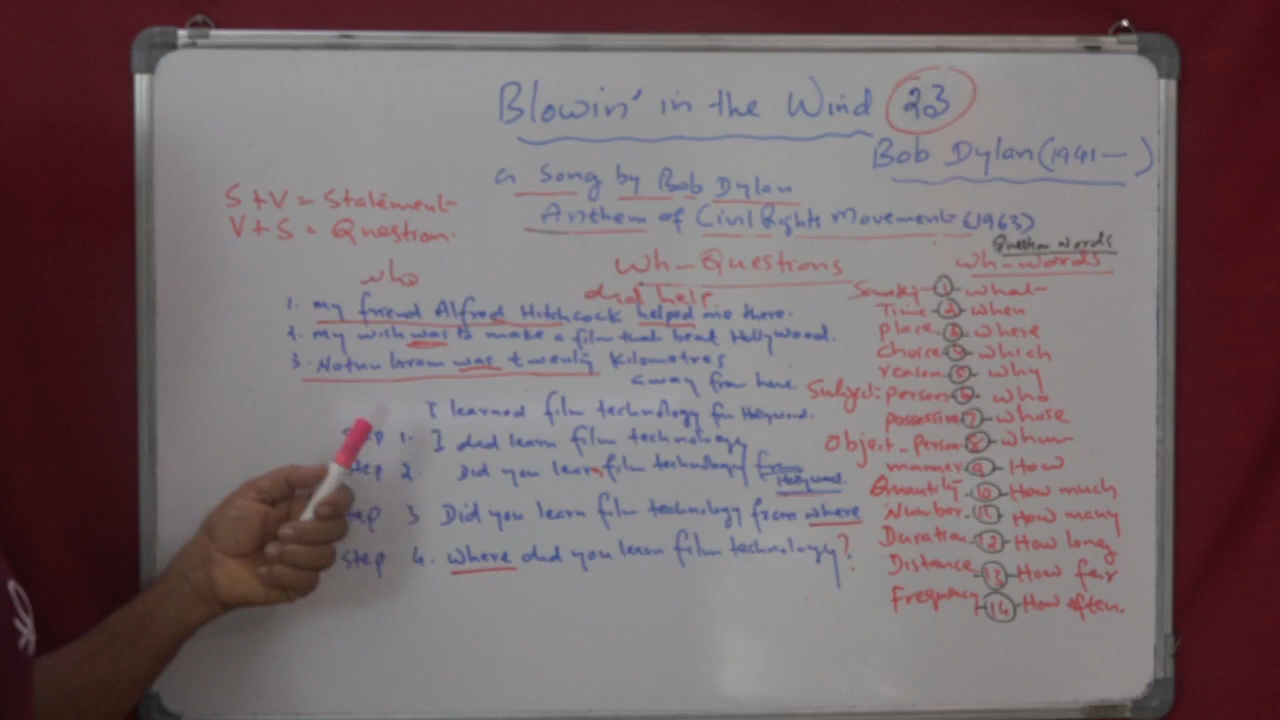 Blowin' in the Wind 23
Bob Dylan (1941 - )
a song by Bob Dylan
Anthem of Civil Rights Movement (1963)
S + V = Statement
V + S = Question
Wh-Questions
Question words
Wh-words
who
did help
1. My friend Alfred Hitchcock helped me there.
2. My wish was to make a film that beat Hollywood.
3. was twenty Kilometres
away from here.
I learned film technology from Hollywood.
Step 1. I did learn film technology
Step 2 Did you learn film technology from
Hollywood.
Step 3 Did you learn film technology from where
Step 4. Where did you learn film technology?
1 what
Time 2 when
place 3 where
choice 4 which
reason 5 why
Subject: person 6 who
possessive 7 whose
Object - person 8 whom
manner 9 How
Quantity 10 How much
Number 11 How many
Duration 12 How long
Distance 13 How far
Frequency 14 How often.